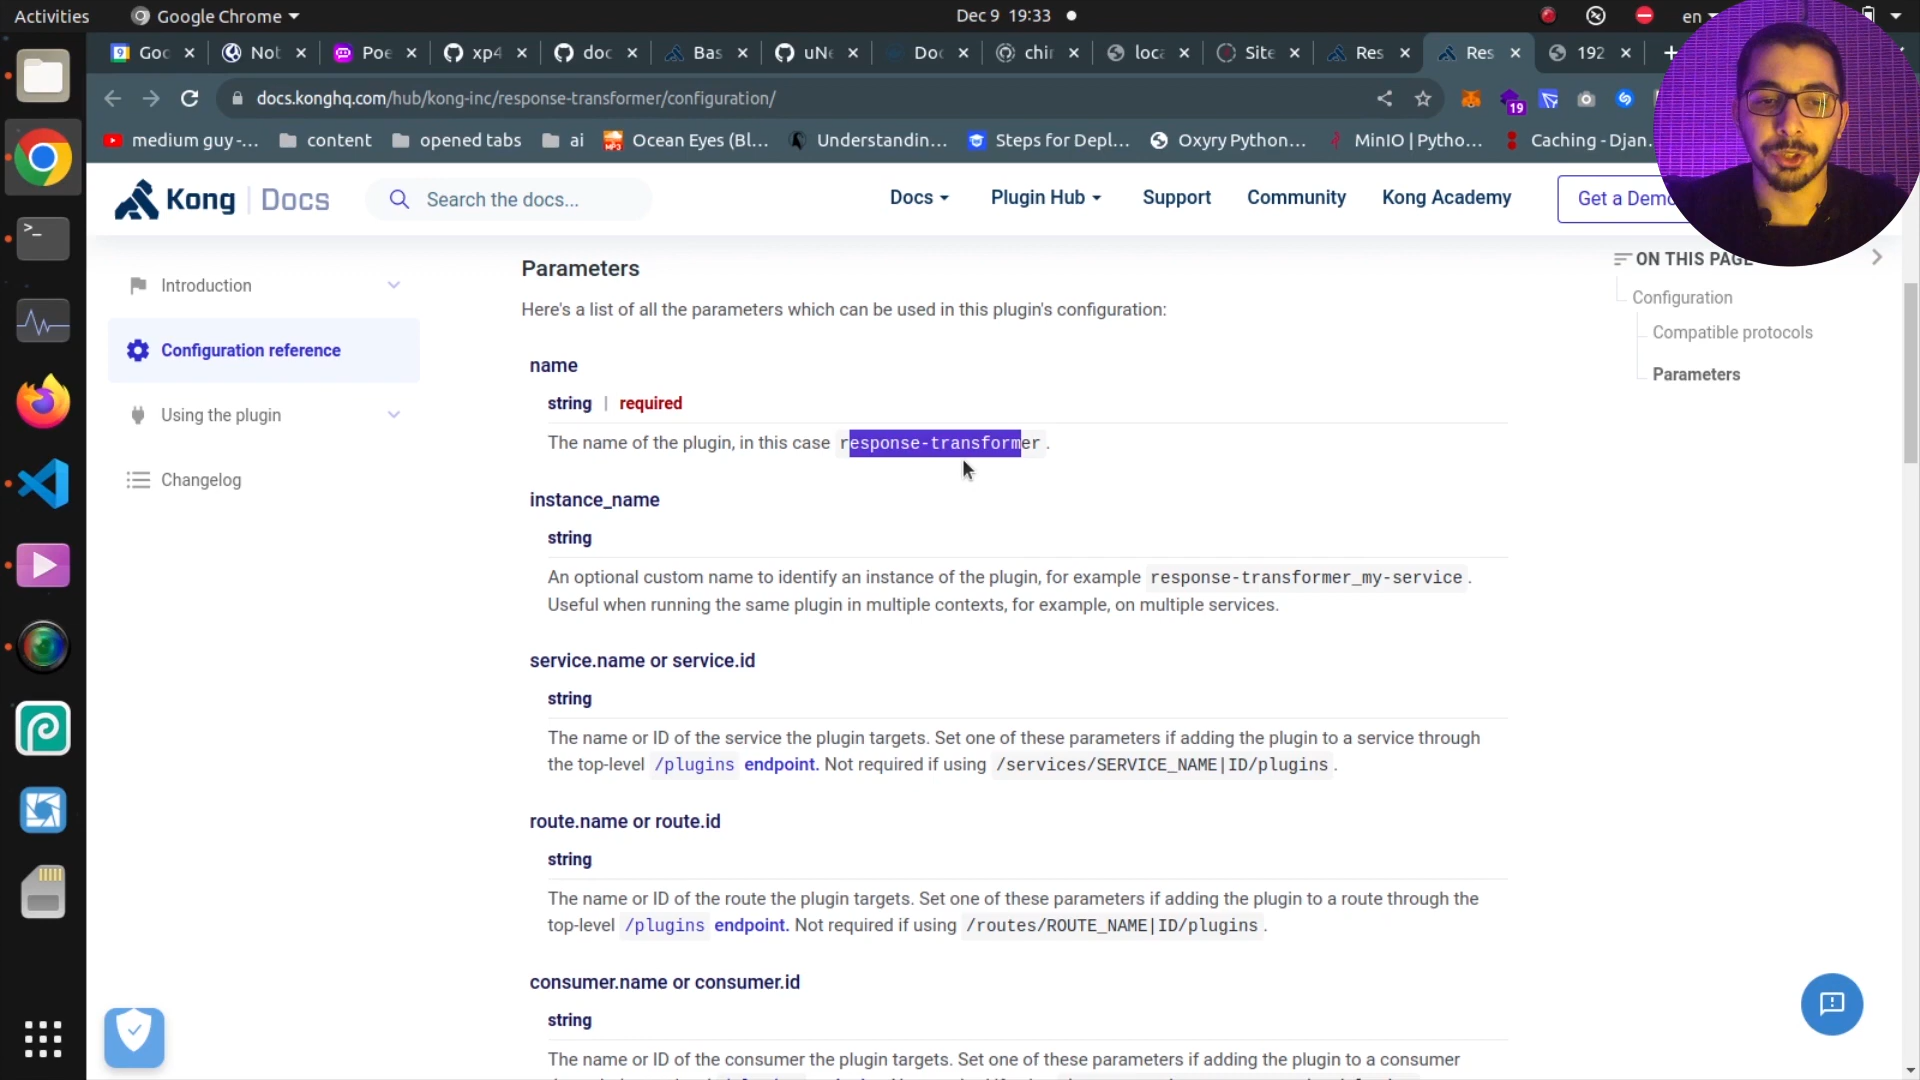 Activities
Google Chrome
Dec 9 19:33
en
Goo
Not
Poe
xp4
doc
Bas
uNe
Doc
chir
loca
Site
Res
Res
192
docs.konghq.com/hub/kong-inc/response-transformer/configuration/
19
medium guy -...
content
opened tabs
ai
Ocean Eyes (Bl...
Understandin...
Steps for Depl...
Oxyry Python...
MinIO | Pytho...
Caching - Djan
Kong | Docs
Search the docs...
Docs
Plugin Hub
Support
Community
Kong Academy
Get a Demo
Introduction
Configuration reference
Using the plugin
Changelog
Parameters
Here's a list of all the parameters which can be used in this plugin's configuration:
name
string | required
The name of the plugin, in this case response-transformer .
instance_name
string
An optional custom name to identify an instance of the plugin, for example response-transformer_my-service .
Useful when running the same plugin in multiple contexts, for example, on multiple services.
service.name or service.id
string
The name or ID of the service the plugin targets. Set one of these parameters if adding the plugin to a service through
the top-level /plugins endpoint. Not required if using /services/SERVICE_NAME|ID/plugins .
route.name or route.id
string
The name or ID of the route the plugin targets. Set one of these parameters if adding the plugin to a route through the
top-level /plugins endpoint. Not required if using /routes/ROUTE_NAME|ID/plugins .
consumer.name or consumer.id
string
The name or ID of the consumer the plugin targets. Set one of these parameters if adding the plugin to a consumer
ON THIS PAGE
Configuration
Compatible protocols
Parameters